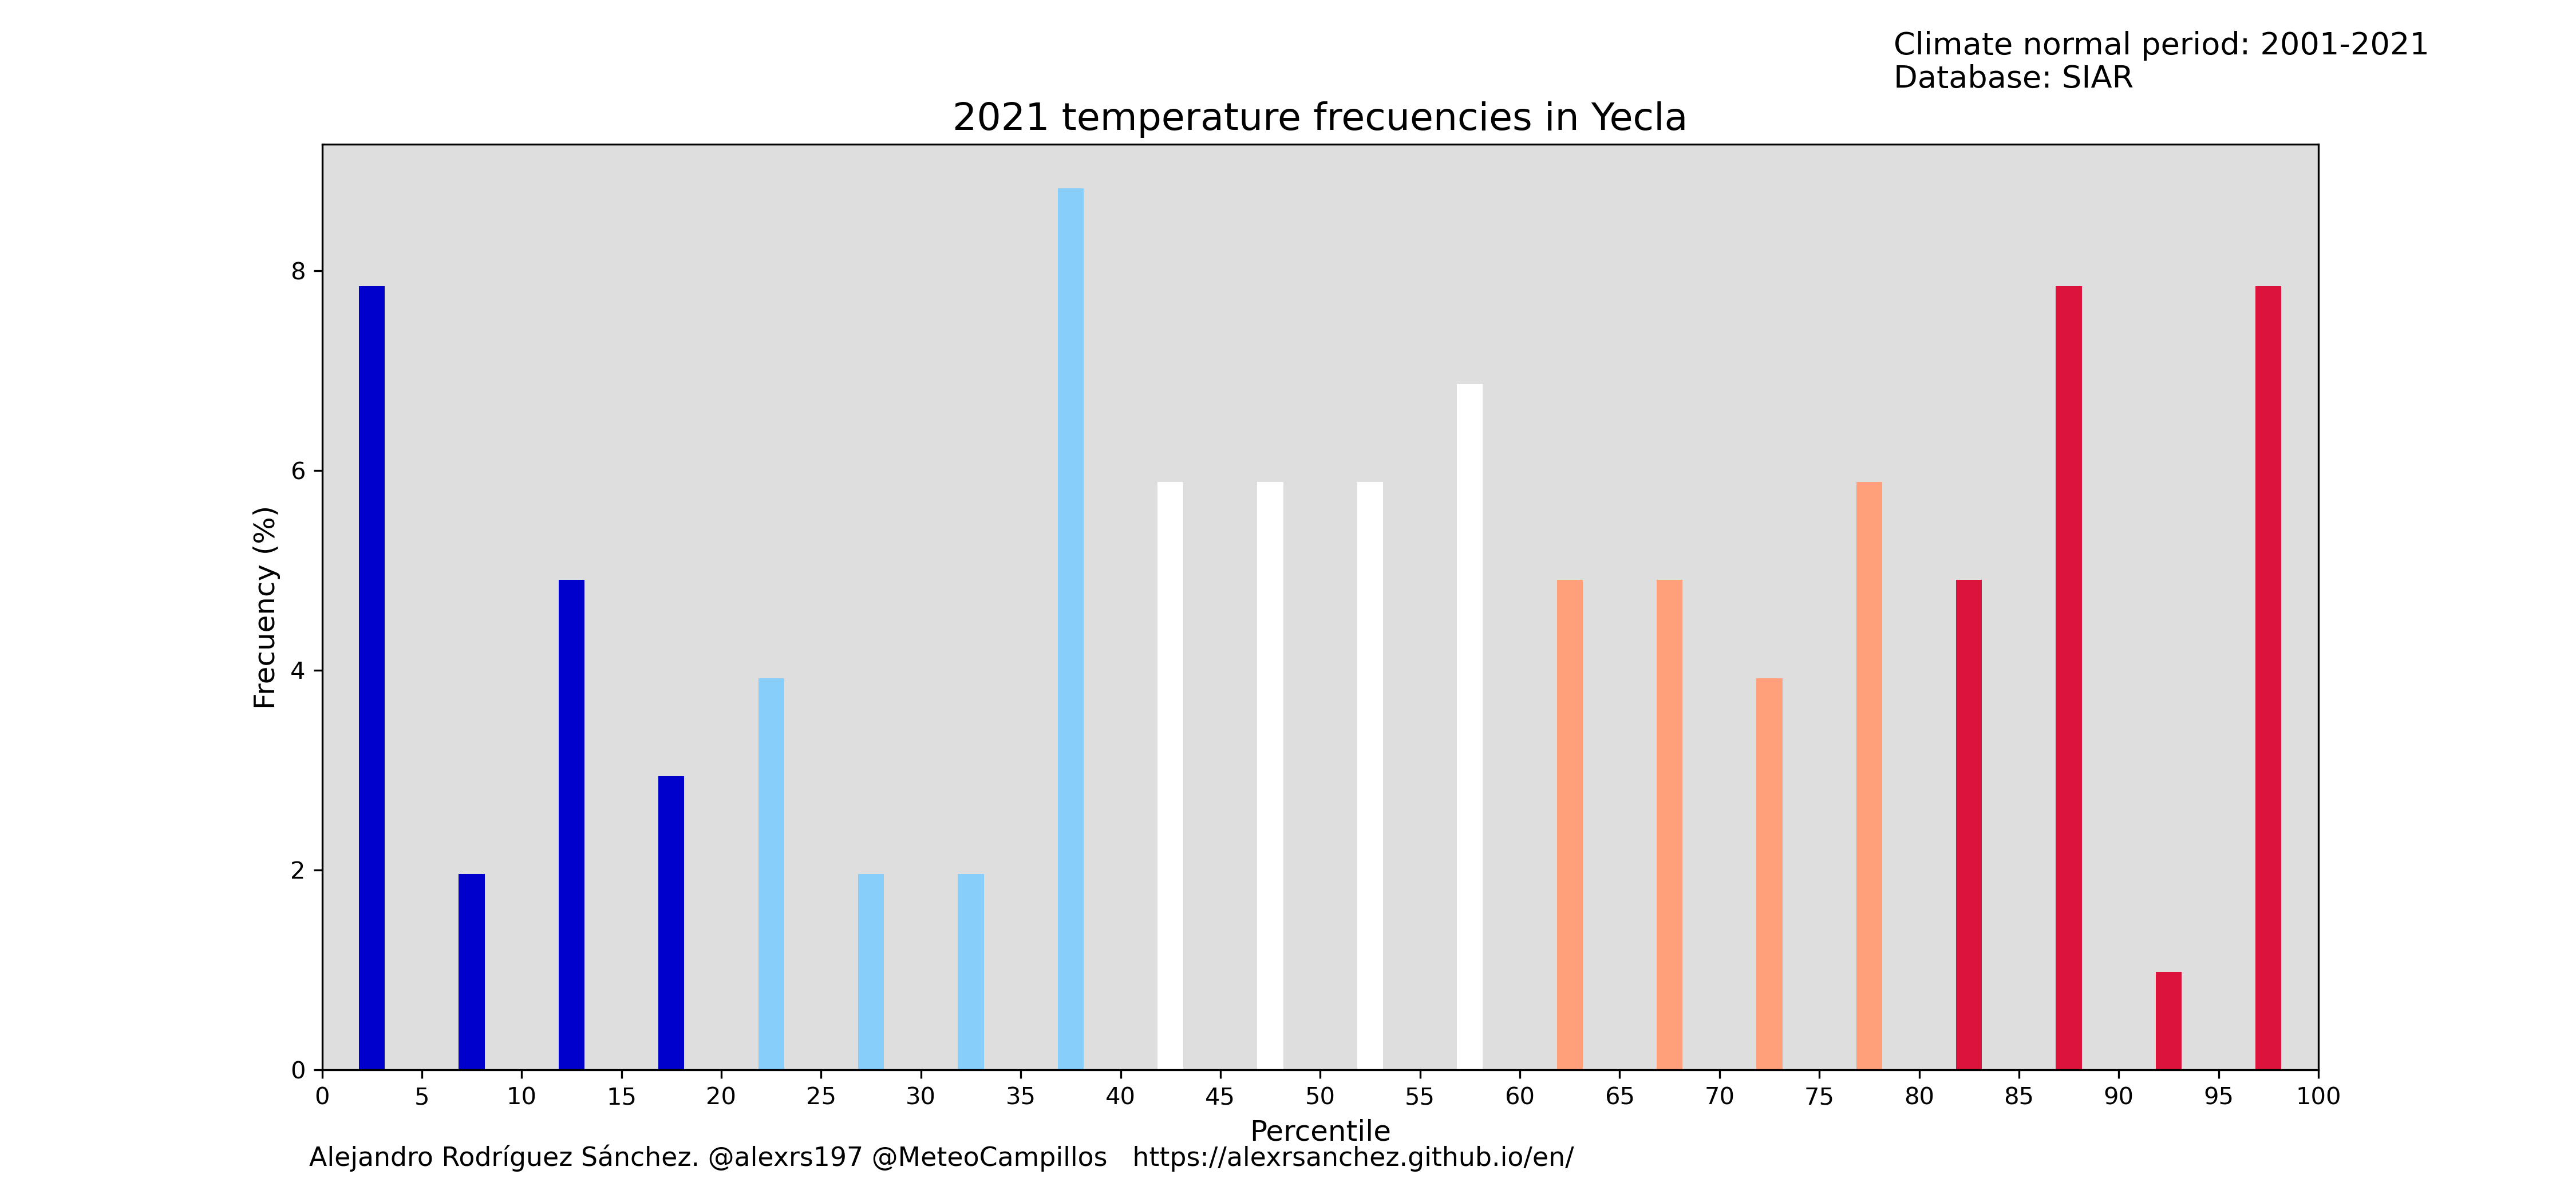 Climate normal period: 2001-2021
Database: SIAR
2021 temperature frecuencies in Yecla
Frecuency (%)
8
6
4
2
0
0 5 10 15 20 25 30 35 40 45 50 55 60 65 70 75 80 85 90 95 100
Percentile
Alejandro Rodríguez Sánchez. @alexrs197 @MeteoCampillos https://alexrsanchez.github.io/en/